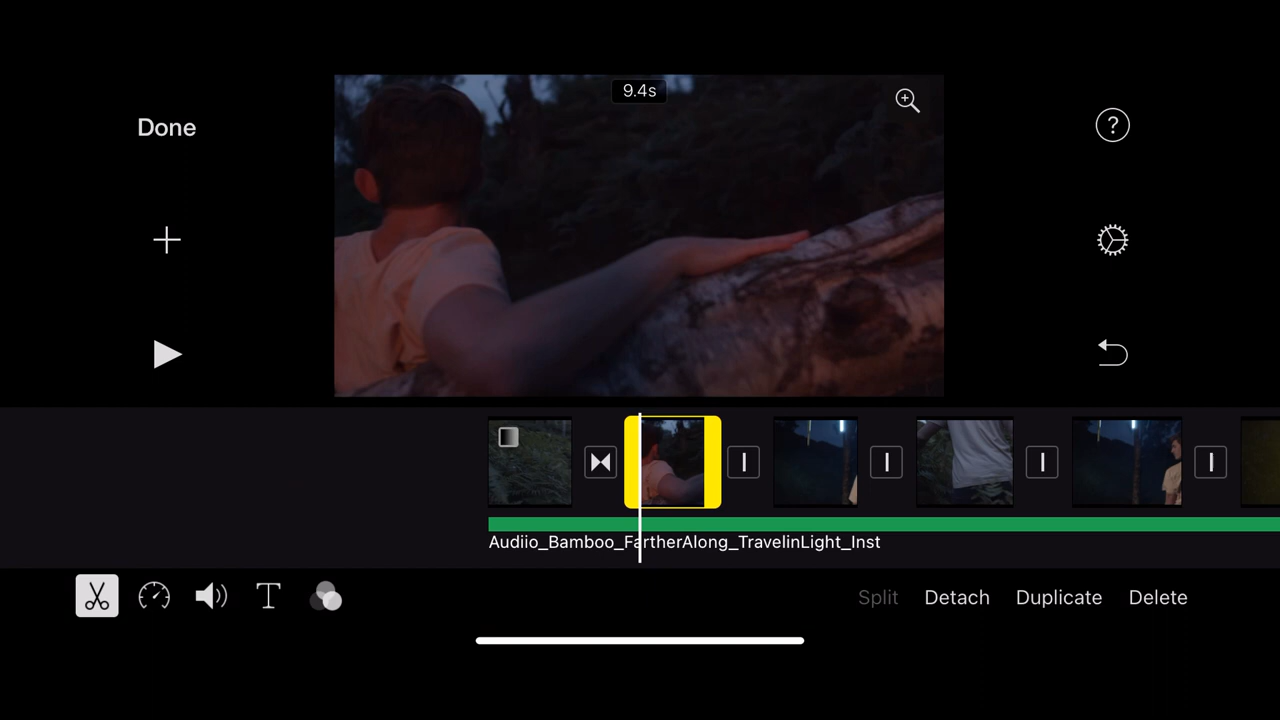 9.4s
Done
?
Audiio_Bamboo_FartherAlong_TravelinLight_Inst
T
Split Detach Duplicate Delete